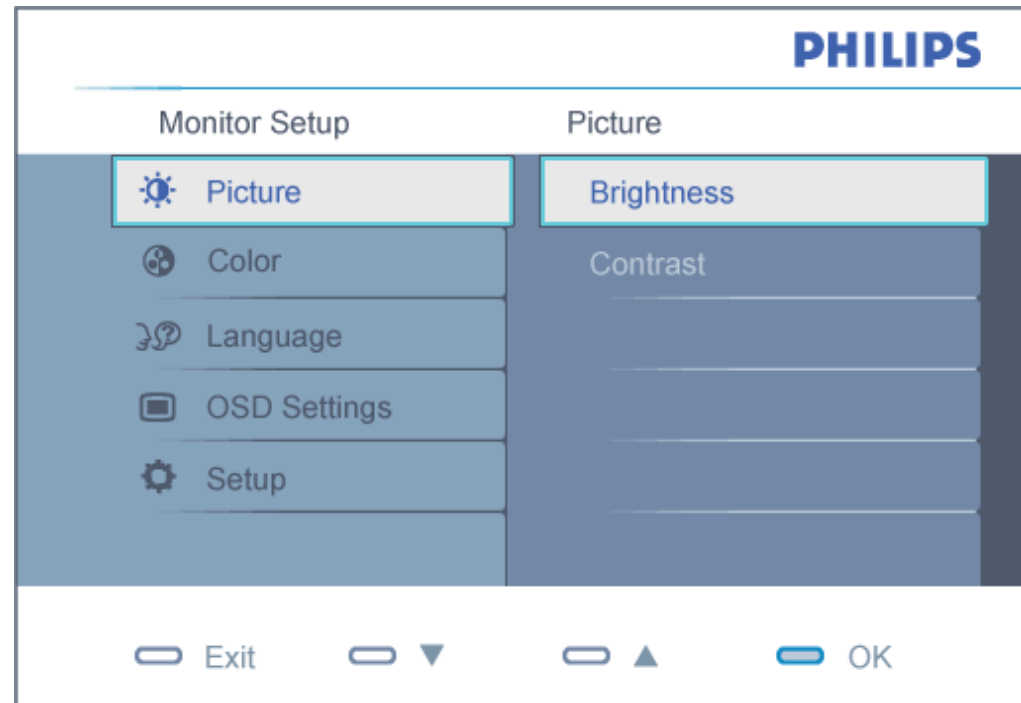 PHILIPS
Monitor Setup
Picture
Picture
Brightness
Color
Contrast
Language
OSD Settings
Setup
Exit ▼ ▲ OK